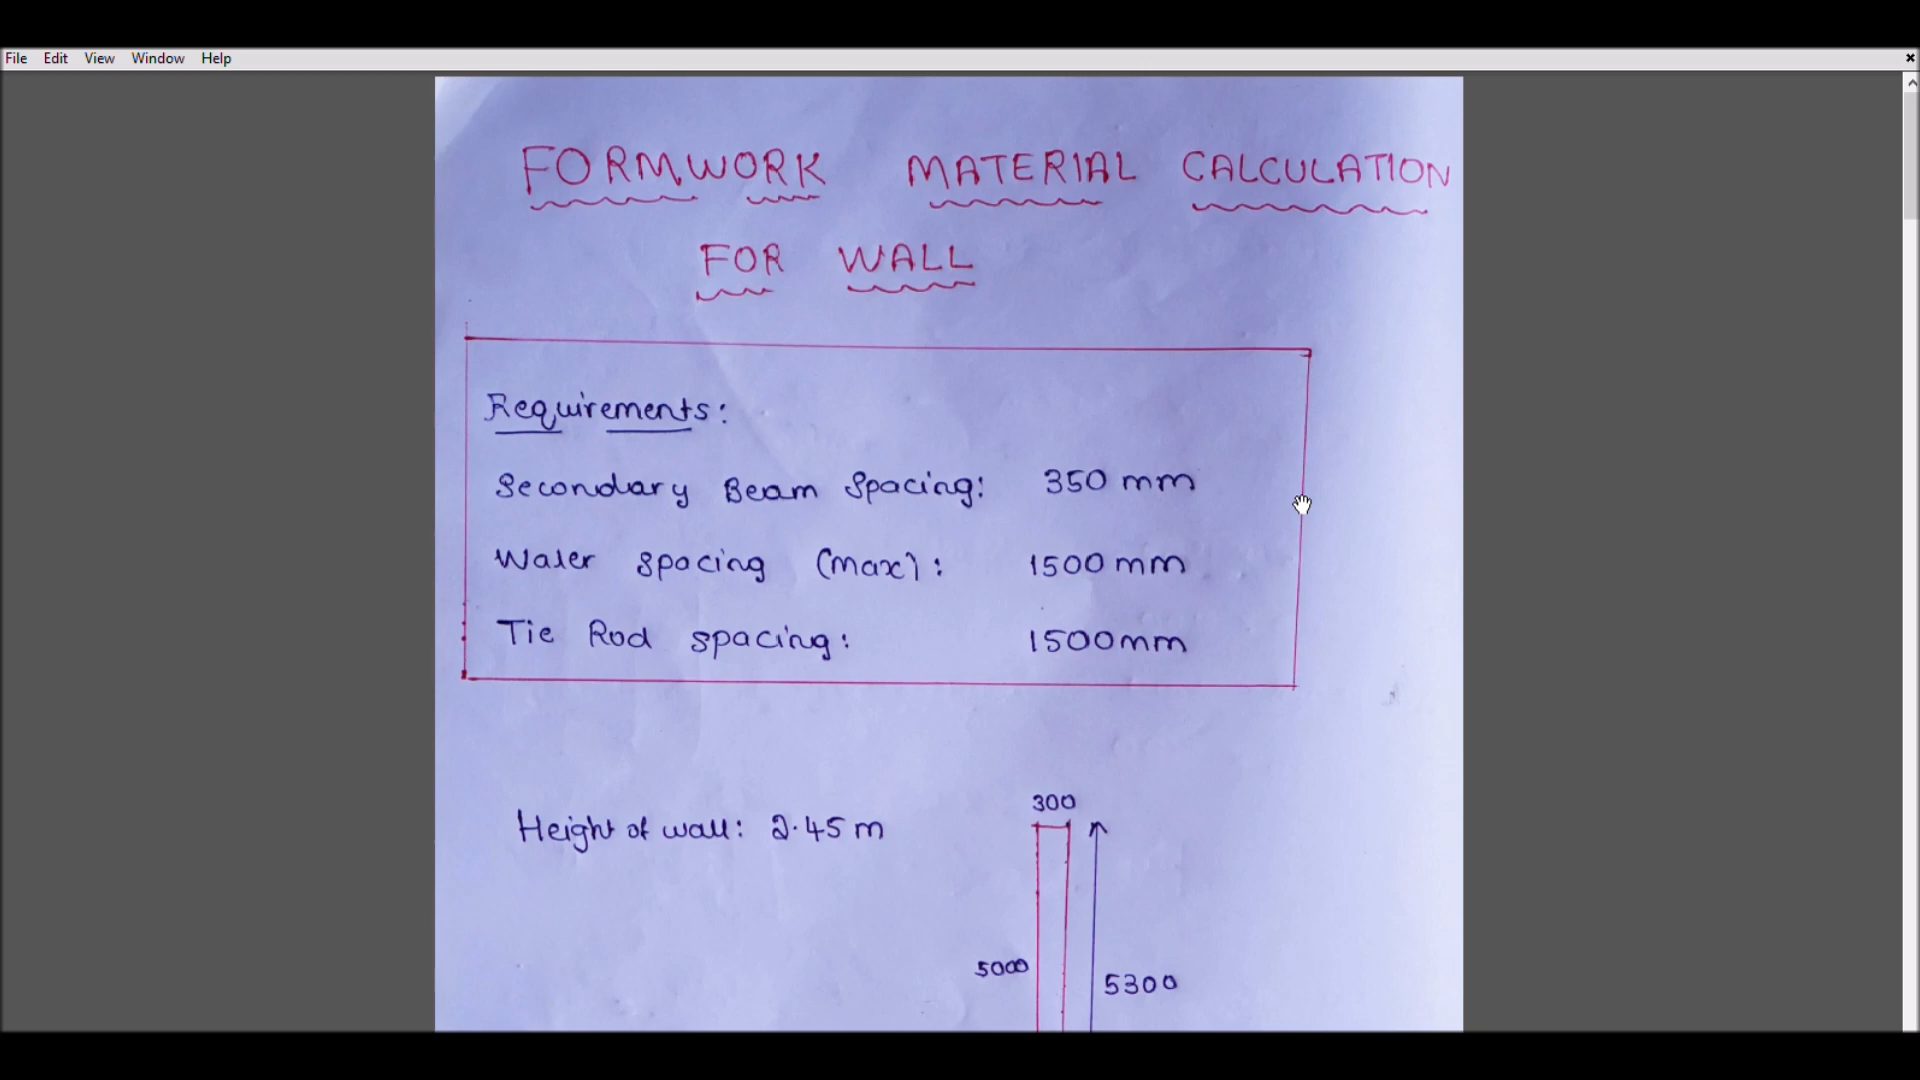 File Edit View Window Help
FORMWORK MATERIAL CALCULATION
FOR WALL
Requirements:
Secondary Beam Spacing: 350 mm
Waler spacing (max): 1500 mm
Tie Rod spacing: 1500mm
Height of wall: 2.45 m
300
5000
5300